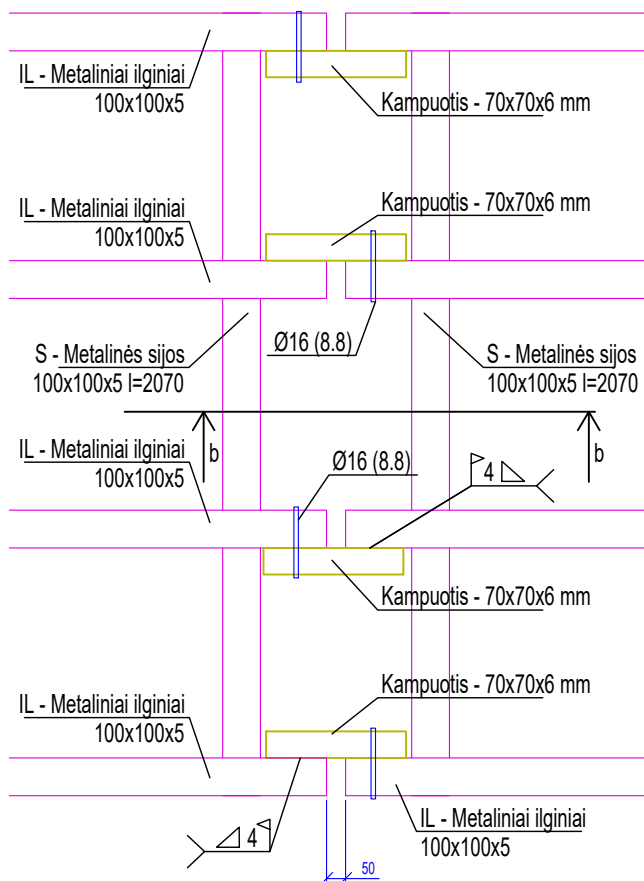 IL - Metaliniai ilginiai
100x100x5
Kampuotis - 70x70x6 mm
IL - Metaliniai ilginiai
100x100x5
Kampuotis - 70x70x6 mm
Ø16 (8.8)
S - Metalinės sijos
100x100x5 l=2070
S - Metalinės sijos
100x100x5 l=2070
b
b
IL - Metaliniai ilginiai
100x100x5
Ø16 (8.8)
4
Kampuotis - 70x70x6 mm
Kampuotis - 70x70x6 mm
IL - Metaliniai ilginiai
100x100x5
4
IL - Metaliniai ilginiai
100x100x5
50